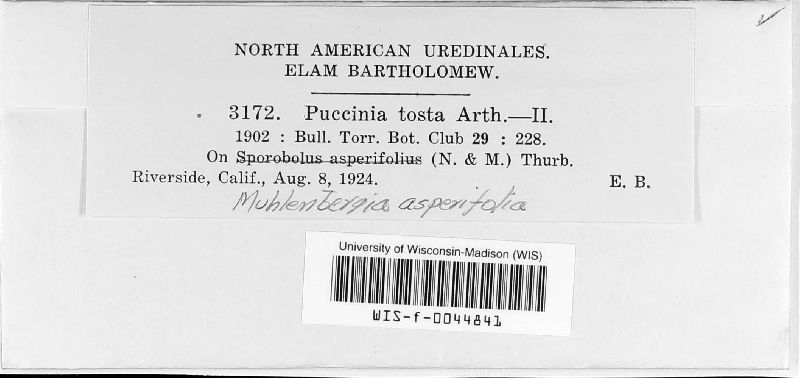 NORTH AMERICAN UREDINALES.
ELAM BARTHOLOMEW.
3172. Puccinia tosta Arth.—II.
1902 : Bull. Torr. Bot. Club 29 : 228.
On Sporobolus asperifolius (N. & M.) Thurb.
Riverside, Calif., Aug. 8, 1924. E. B.
Muhlenbergia asperifolia
University of Wisconsin-Madison (WIS)
WIS-f-0044841